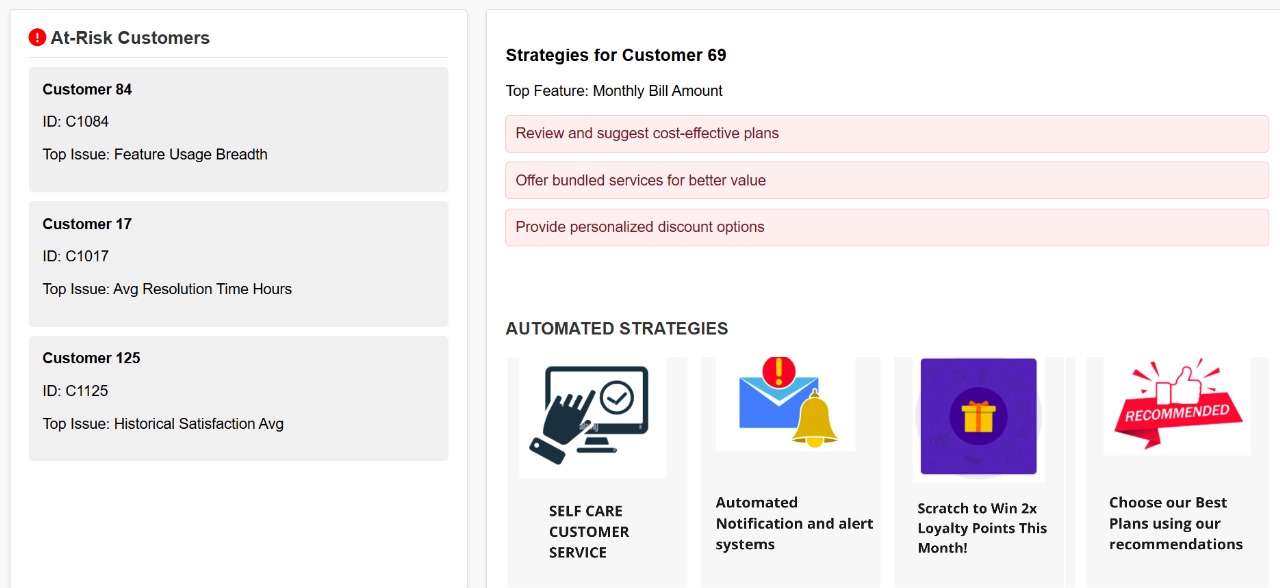 At-Risk Customers
Customer 84
ID: C1084
Top Issue: Feature Usage Breadth
Customer 17
ID: C1017
Top Issue: Avg Resolution Time Hours
Customer 125
ID: C1125
Top Issue: Historical Satisfaction Avg
Strategies for Customer 69
Top Feature: Monthly Bill Amount
Review and suggest cost-effective plans
Offer bundled services for better value
Provide personalized discount options
AUTOMATED STRATEGIES
SELF CARE
CUSTOMER
SERVICE
Automated
Notification and alert
systems
Scratch to Win 2x
Loyalty Points This
Month!
RECOMMENDED
Choose our Best
Plans using our
recommendations